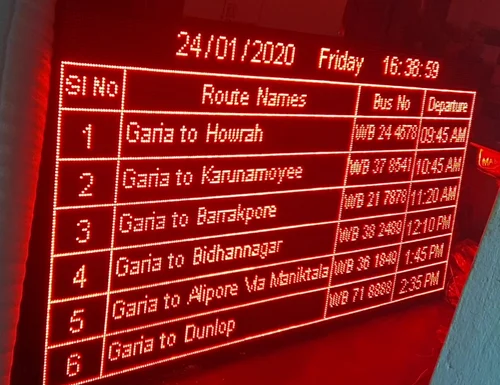 24/01/2020 Friday 16:38:59
Sl No Route Names Bus No Departure
1 Garia to Howrah WB 24 4578 09:45 AM
2 Garia to Karunamoyee WB 37 8541 10:45 AM
3 Garia to Barrakpore WB 21 7878 11:20 AM
4 Garia to Bidhannagar WB 38 2489 12:10 PM
5 Garia to Alipore Via Maniktala WB 36 1849 1:45 PM
6 Garia to Dunlop WB 71 8888 2:35 PM